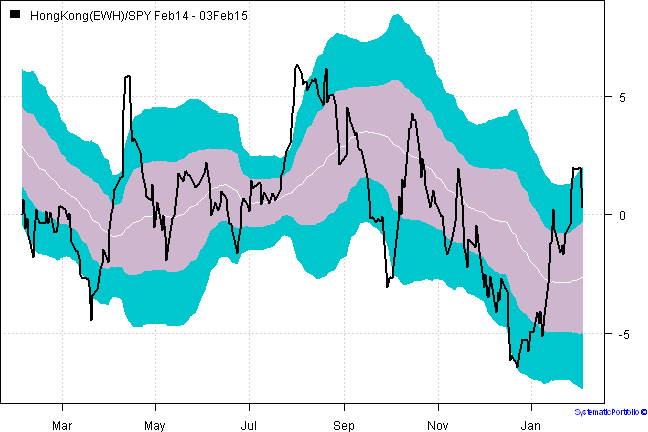 HongKong(EWH)/SPY Feb14 - 03Feb15
5
0
-5
Mar May Jul Sep Nov Jan
SystematicPortfolio ©